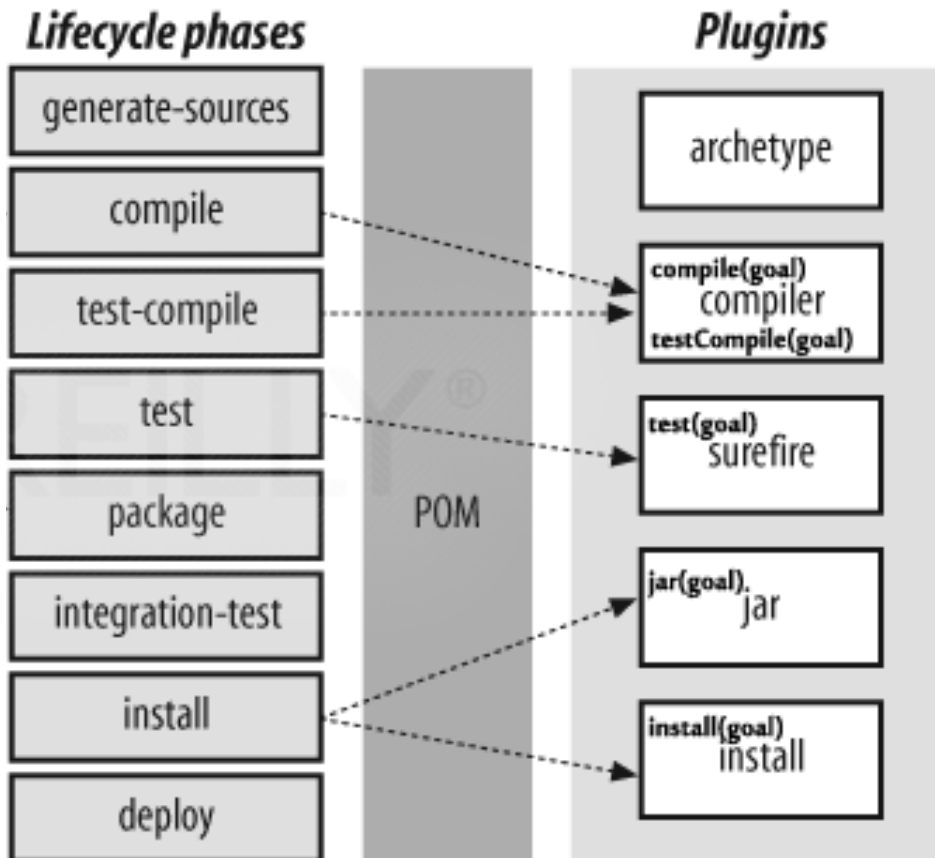 Lifecycle phases
Plugins
generate-sources
compile
test-compile
test
package
integration-test
install
deploy
REILLY®
POM
archetype
compile(goal)
compiler
testCompile(goal)
test(goal)
surefire
jar(goal).
jar
install(goal)
install